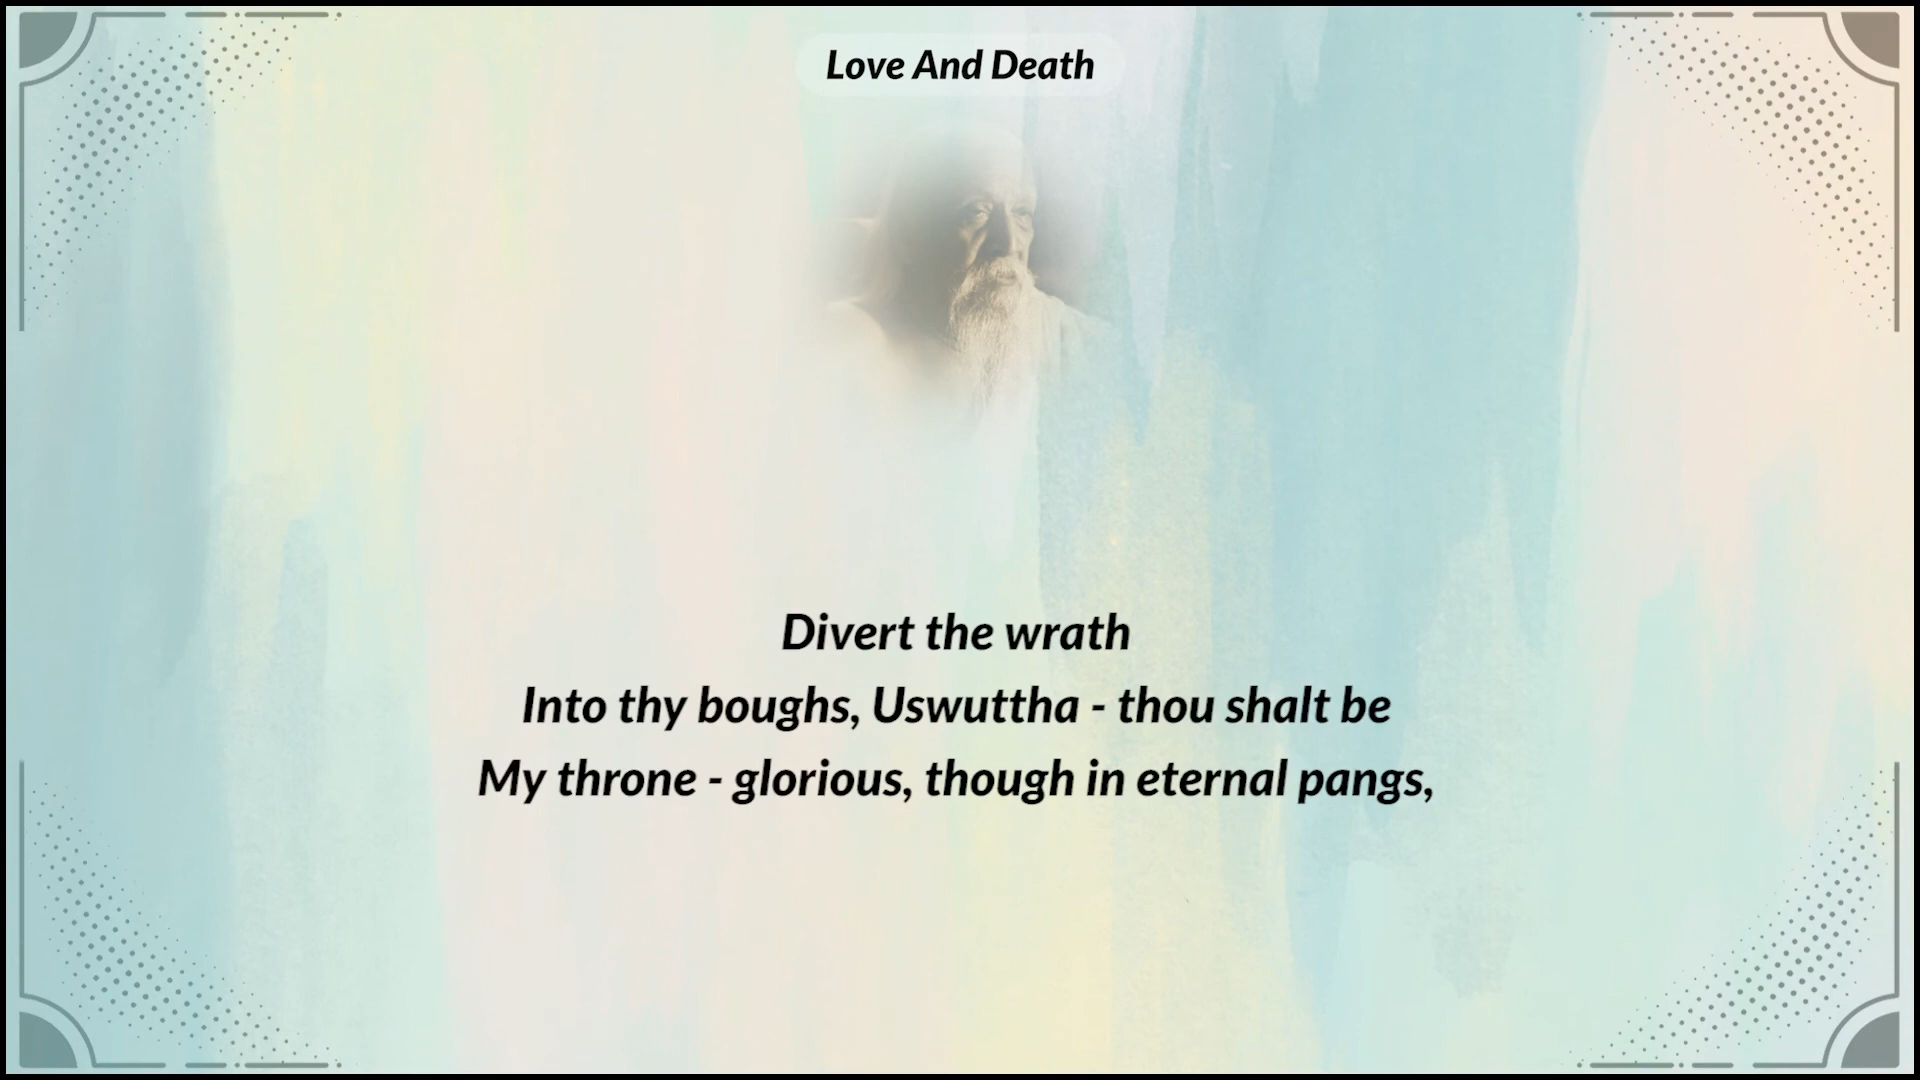 Love And Death
Divert the wrath
Into thy boughs, Uswuttha - thou shalt be
My throne - glorious, though in eternal pangs,